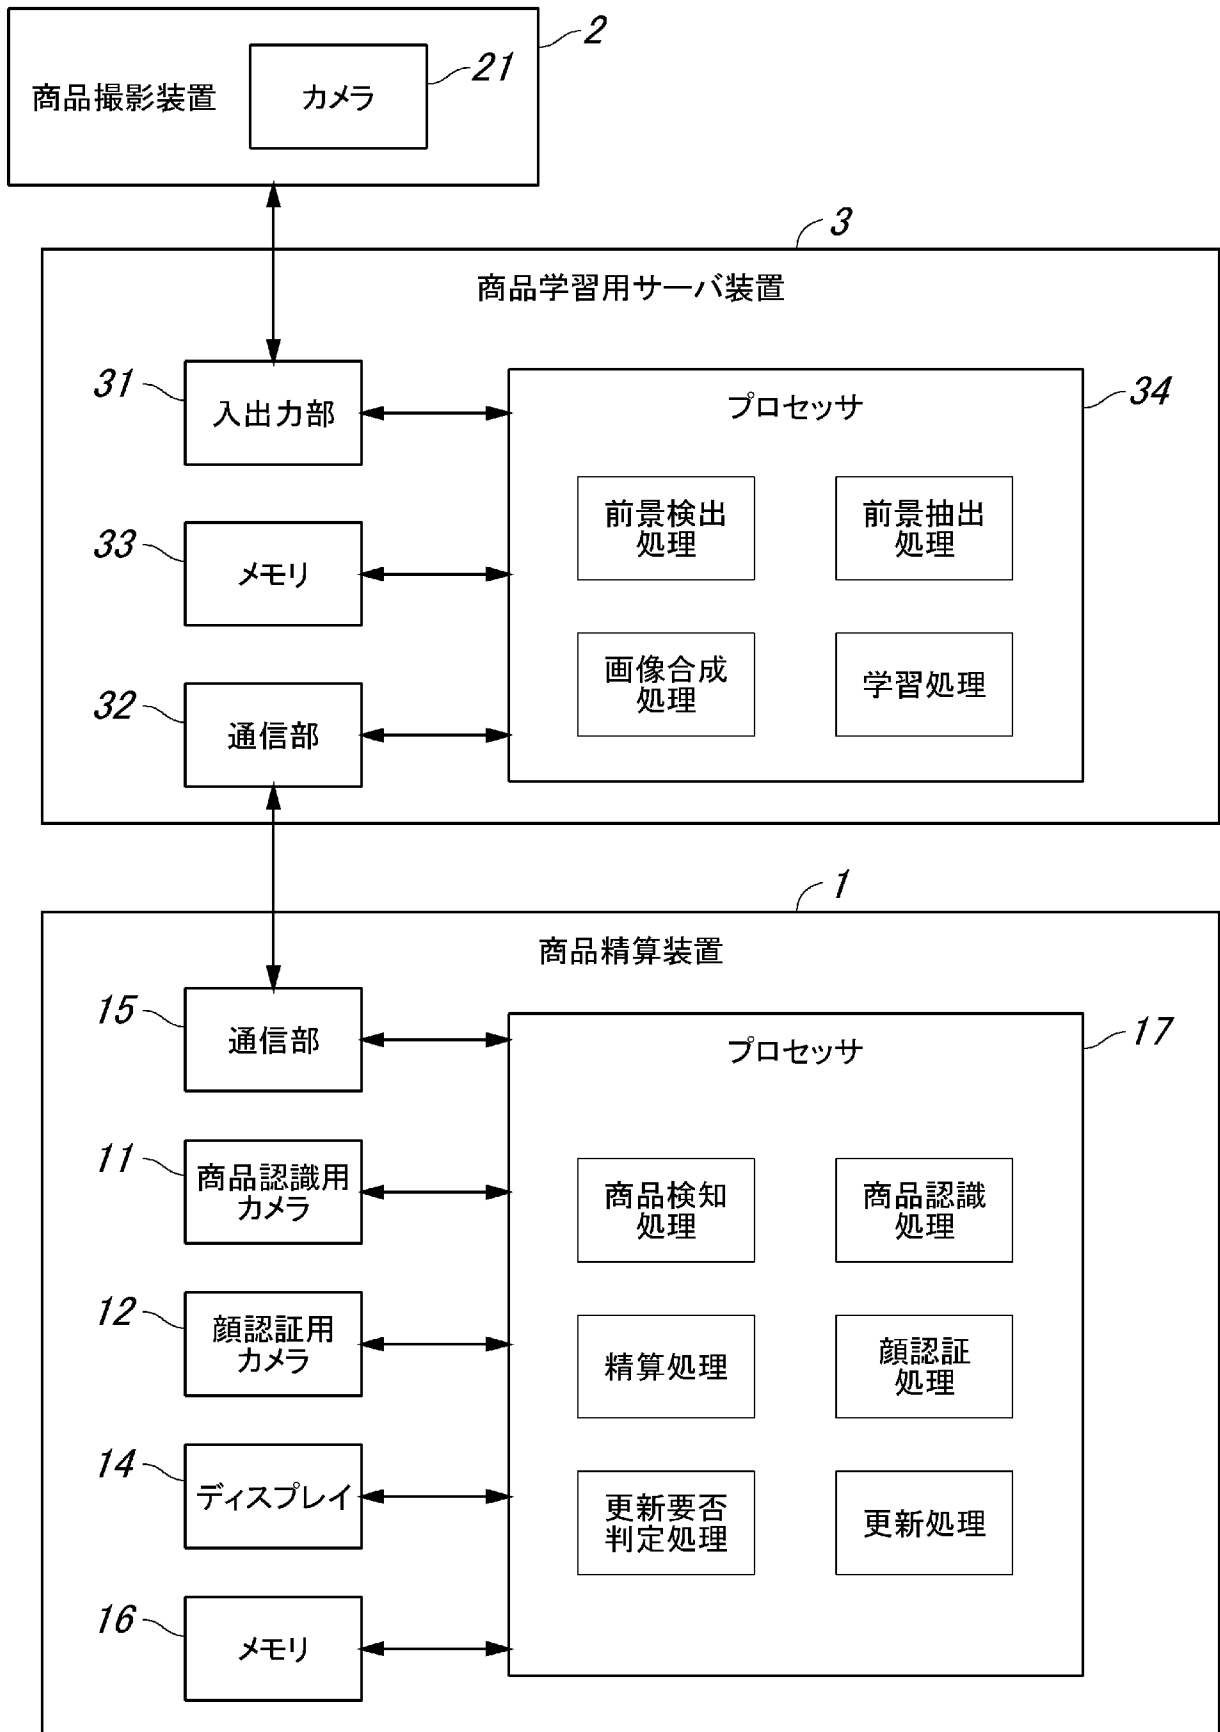 2
商品撮影装置
カメラ
21
3
商品学習用サーバ装置
31
入出力部
プロセッサ
34
前景検出
処理
前景抽出
処理
33
メモリ
画像合成
処理
学習処理
32
通信部
1
商品精算装置
15
通信部
プロセッサ
17
11
商品認識用
カメラ
商品検知
処理
商品認識
処理
12
顔認証用
カメラ
精算処理
顔認証
処理
14
ディスプレイ
更新要否
判定処理
更新処理
16
メモリ